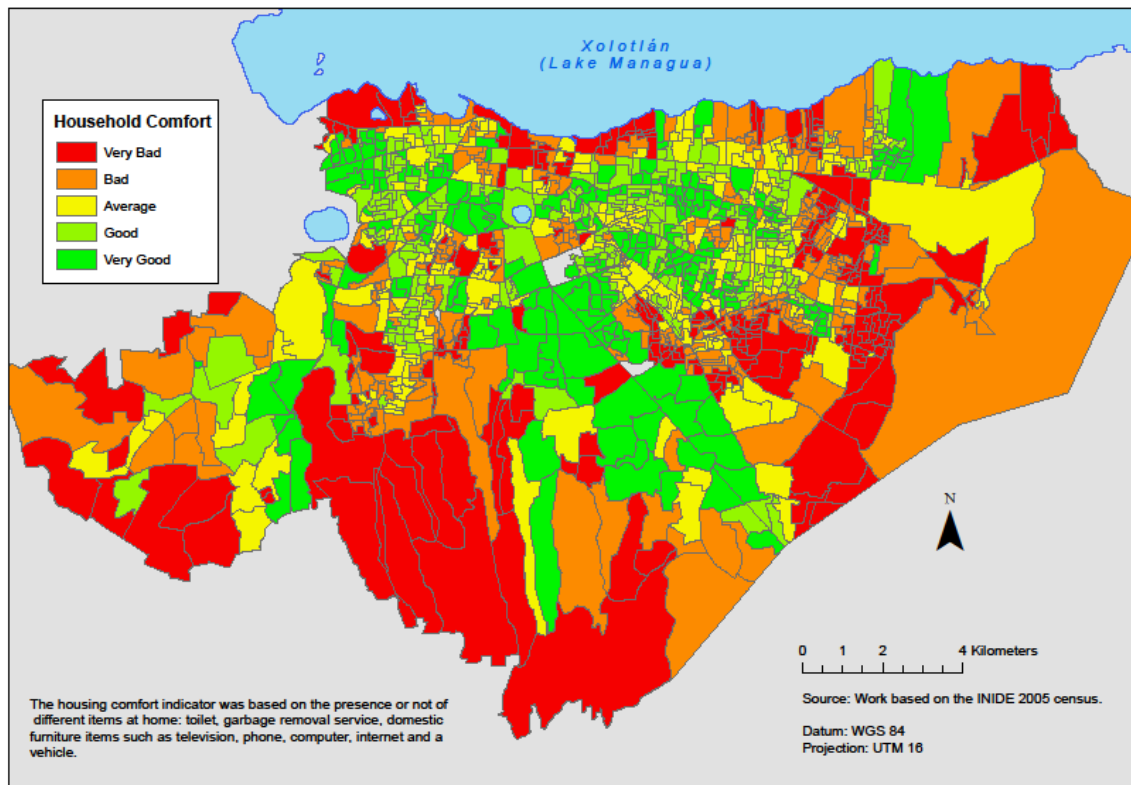 Xolotlán
(Lake Managua)
Household Comfort
Very Bad
Bad
Average
Good
Very Good
N
0 1 2 4 Kilometers
The housing comfort indicator was based on the presence or not of
different items at home: toilet, garbage removal service, domestic
furniture items such as television, phone, computer, internet and a
vehicle.
Source: Work based on the INIDE 2005 census.
Datum: WGS 84
Projection: UTM 16